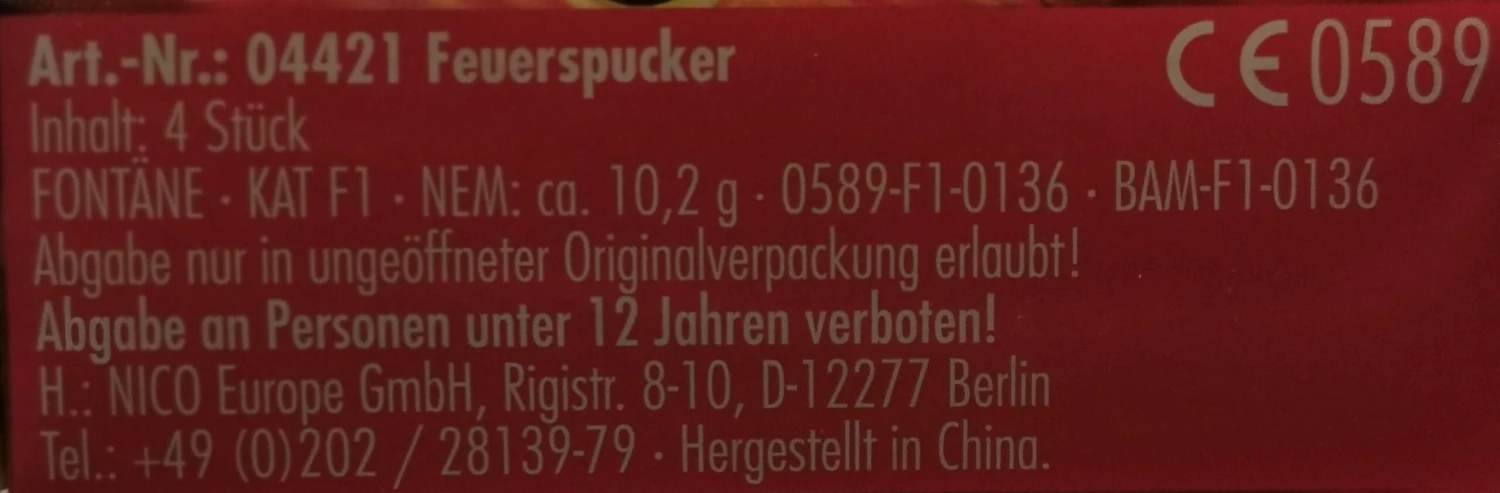 Art.-Nr.: 04421 Feuerspucker CE 0589
Inhalt: 4 Stück
FONTÄNE · KAT F1 · NEM: ca. 10,2 g · 0589-F1-0136 · BAM-F1-0136
Abgabe nur in ungeöffneter Originalverpackung erlaubt!
Abgabe an Personen unter 12 Jahren verboten!
H.: NICO Europe GmbH, Rigistr. 8-10, D-12277 Berlin
Tel.: +49 (0)202 / 28139-79 · Hergestellt in China.